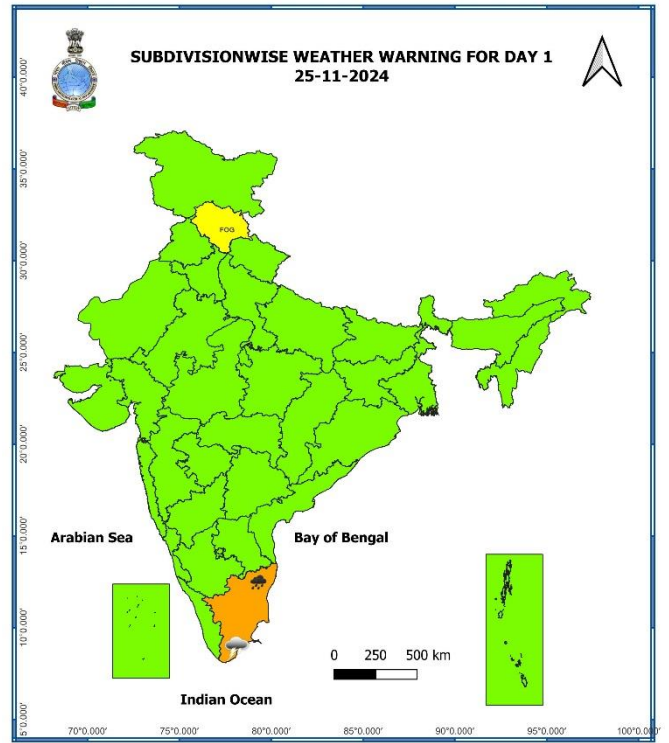 SUBDIVISIONWISE WEATHER WARNING FOR DAY 1
25-11-2024
40°0.000'
35°0.000'
FOG
30°0.000'
25°0.000'
20°0.000'
15°0.000'
Arabian Sea
Bay of Bengal
10°0.000'
0 250 500 km
Indian Ocean
5°0.000'
70°0.000' 75°0.000' 80°0.000' 85°0.000' 90°0.000' 95°0.000' 100°0.000'